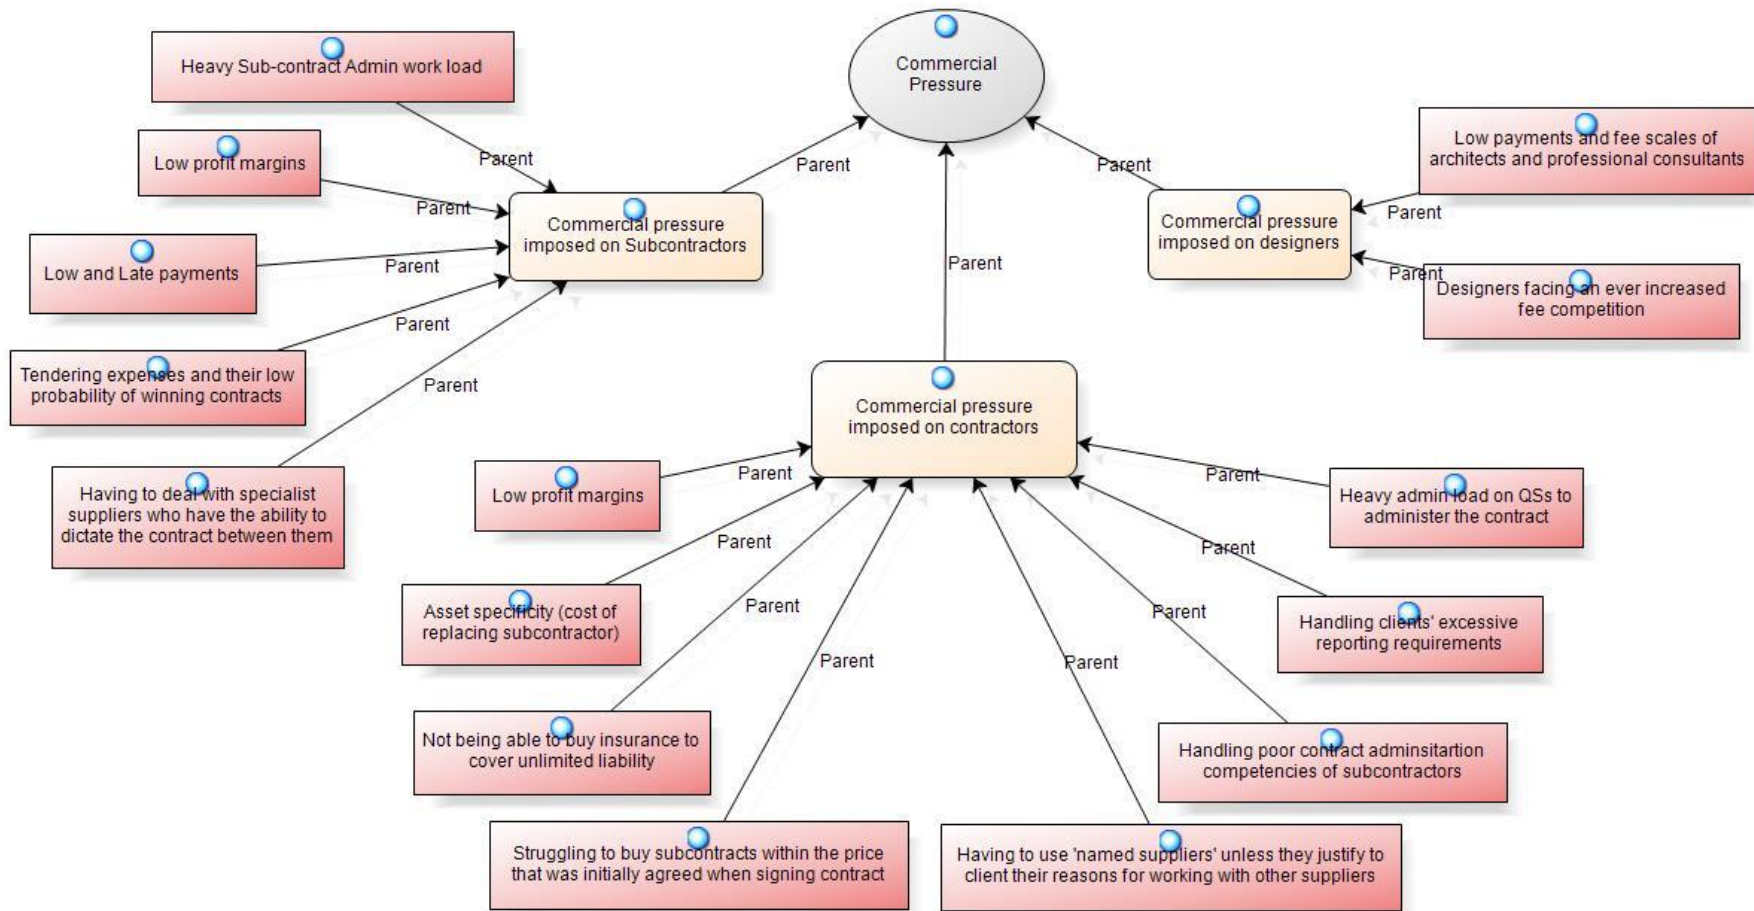 Commercial
Pressure
Heavy Sub-contract Admin work load
Parent
Low profit margins
Parent
Low and Late payments
Parent
Tendering expenses and their low
probability of winning contracts
Parent
Having to deal with specialist
suppliers who have the ability to
dictate the contract between them
Parent
Commercial pressure
imposed on Subcontractors
Parent
Parent
Parent
Commercial pressure
imposed on designers
Low payments and fee scales of
architects and professional consultants
Parent
Parent
Designers facing an ever increased
fee competition
Commercial pressure
imposed on contractors
Low profit margins
Parent
Asset specificity (cost of
replacing subcontractor)
Parent
Not being able to buy insurance to
cover unlimited liability
Parent
Struggling to buy subcontracts within the price
that was initially agreed when signing contract
Parent
Having to use 'named suppliers' unless they justify to
client their reasons for working with other suppliers
Parent
Handling poor contract adminsitartion
competencies of subcontractors
Parent
Handling clients' excessive
reporting requirements
Parent
Heavy admin load on QSs to
administer the contract
Parent